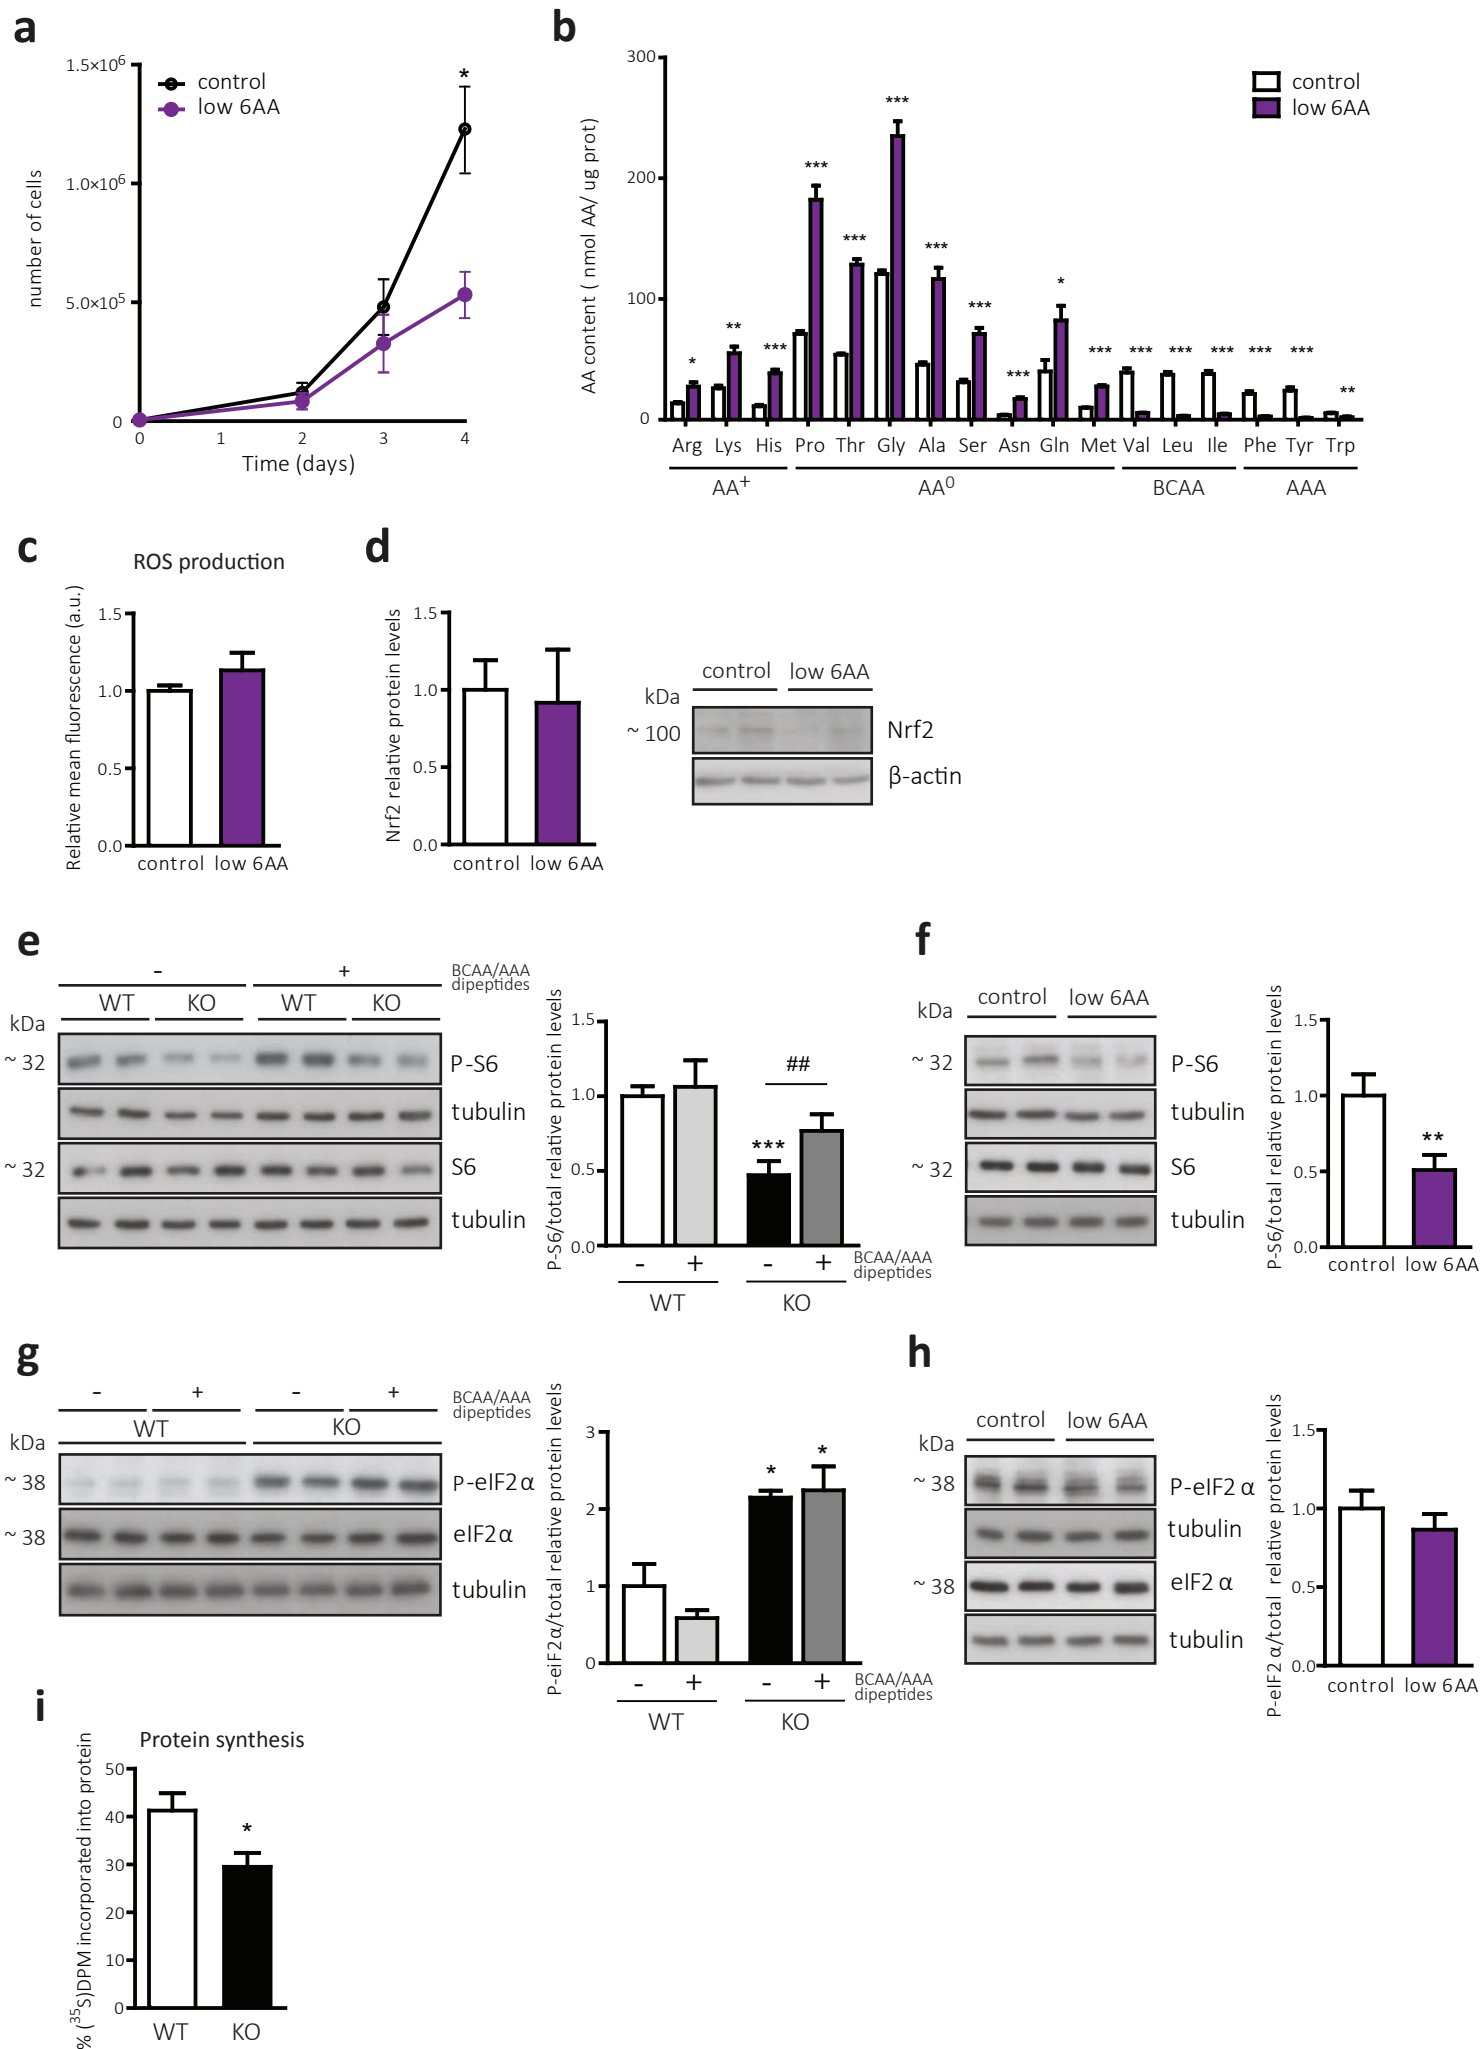 a
1.5×10⁶
1.0×10⁶
5.0×10⁵
0
number of cells
control
low 6AA
*
0 1 2 3 4
Time (days)
b
300
200
100
0
AA content ( nmol AA/ ug prot)
control
low 6AA
* ** *** *** *** *** *** *** *** * *** *** *** *** *** *** **
Arg Lys His Pro Thr Gly Ala Ser Asn Gln Met Val Leu Ile Phe Tyr Trp
AA⁺ AA⁰ BCAA AAA
c
ROS production
Relative mean fluorescence (a.u.)
1.5
1.0
0.5
0.0
control low 6AA
d
Nrf2 relative protein levels
1.5
1.0
0.5
0.0
control low 6AA
control low 6AA
kDa
~ 100 Nrf2
β-actin
e
- + BCAA/AAA
dipeptides
WT KO WT KO
kDa
~ 32 P-S6
tubulin
~ 32 S6
tubulin
P-S6/total relative protein levels
1.5
1.0
0.5
0.0
***
##
- + - + BCAA/AAA
dipeptides
WT KO
f
control low 6AA
kDa
~ 32 P-S6
tubulin
~ 32 S6
tubulin
P-S6/total relative protein levels
1.5
1.0
0.5
0.0
**
control low 6AA
g
- + - + BCAA/AAA
dipeptides
WT KO
kDa
~ 38 P-eIF2α
~ 38 eIF2α
tubulin
P-eiF2α/total relative protein levels
3
2
1
0
* *
- + - + BCAA/AAA
dipeptides
WT KO
h
control low 6AA
kDa
~ 38 P-eIF2α
tubulin
~ 38 eIF2 α
tubulin
P-eIF2 α/total relative protein levels
1.5
1.0
0.5
0.0
control low 6AA
i
Protein synthesis
% (³⁵S)DPM incorporated into protein
50
40
30
20
10
0
*
WT KO